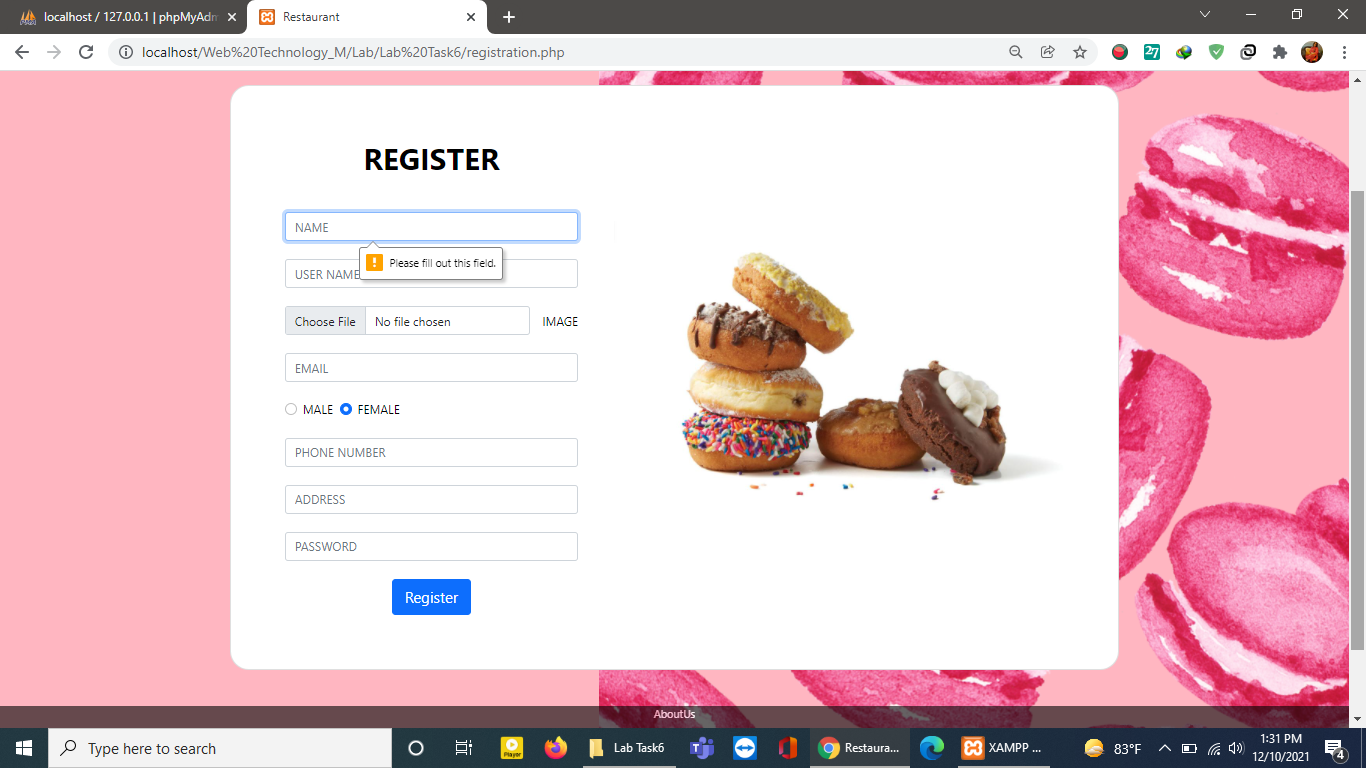 localhost / 127.0.0.1 | phpMyAdm
Restaurant
localhost/Web%20Technology_M/Lab/Lab%20Task6/registration.php
27
REGISTER
NAME
Please fill out this field.
USER NAME
Choose File No file chosen IMAGE
EMAIL
MALE FEMALE
PHONE NUMBER
ADDRESS
PASSWORD
Register
AboutUs
Type here to search
Player
Lab Task6
Restaura...
XAMPP ...
83°F
1:31 PM
12/10/2021
4